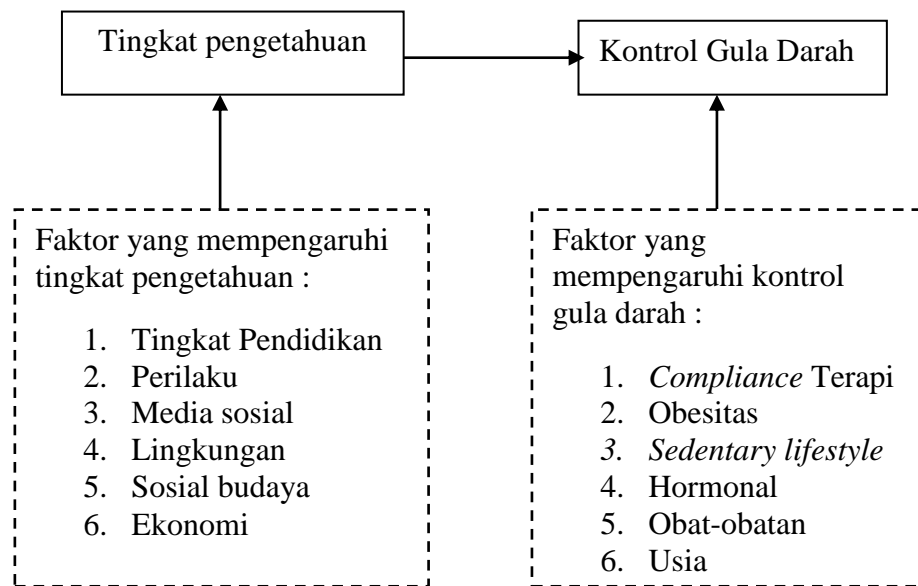 Tingkat pengetahuan
Kontrol Gula Darah
Faktor yang mempengaruhi
tingkat pengetahuan :
1. Tingkat Pendidikan
2. Perilaku
3. Media sosial
4. Lingkungan
5. Sosial budaya
6. Ekonomi
Faktor yang
mempengaruhi kontrol
gula darah :
1. Compliance Terapi
2. Obesitas
3. Sedentary lifestyle
4. Hormonal
5. Obat-obatan
6. Usia